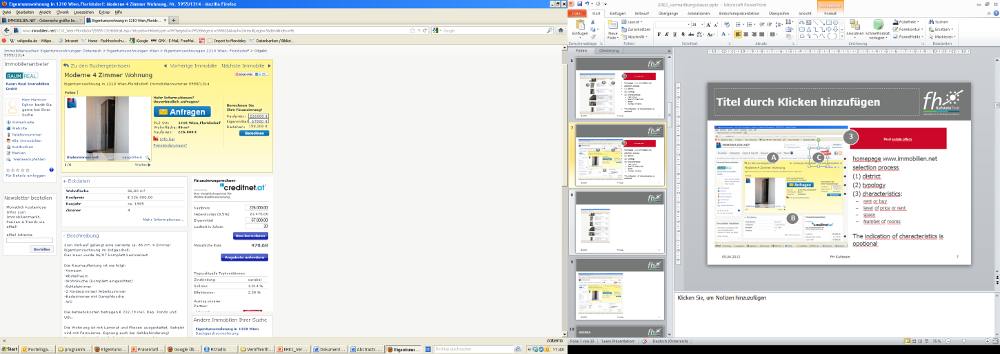 Eigentumswohnung in 1210 Wien,Floridsdorf: Moderne 4 Zimmer Wohnung, Nr. 5955/1314 - Mozilla Firefox
Datei Bearbeiten Ansicht Chronik Lesezeichen Extras Hilfe
IMMOBILIEN.NET - Österreichs größte Im...
Eigentumswohnung in 1210 Wien,Florids...
Google
wikipedia.de - Wikipe...
Intranet
Home - Fachhochschu...
Google
GMX - E-Mail, FreeMai...
Import to Mendeley
Datenbanken / Bibliot...
Immobiliensuche> Eigentumswohnungen Österreich > Eigentumswohnungen Wien > Eigentumswohnungen 1210 Wien, Floridsdorf > Objekt
5955/1314
Immobilienanbieter
RAUM REAL
Raum Real Immobilien
GmbH
Herr Harrison
Egbon berät Sie
gerne bei Ihrer
Suche
Visitenkarte
Website
Telefonnummer
Alle Immobilien
Ausdrucken
Merken
Weiterempfehlen
Für Details einloggen
Newsletter bestellen
Monatlich kostenlose
Infos zum
Immobilienmarkt,
Preisen & Trends via
eMail!
eMail Adresse
Bestellen
Zu den Suchergebnissen
Vorherige Immobilie
Nächste Immobilie
Moderne 4 Zimmer Wohnung
Eigentumswohnung in 1210 Wien,Floridsdorf, Immobiliennummer 5955/1314
Fotos |
Badezimmer mit
vergrößern
1/6
Weiter
Mehr Informationen?
Unverbindlich anfragen!
Anfragen
PLZ Ort: 1210 Wien,Floridsdorf
Wohnfläche: 86 m²
Kaufpreis: 226.000 €
Info bei
Preisänderungen?
Berechnen Sie
Ihre Finanzierung!
Kaufpreis: 226000 €
Eigenmittel: 67800 €
Darlehen: 158.200 €
Berechnen
+ Eckdaten
Wohnfläche 86,00 m²
Kaufpreis € 226.000,00
Baujahr ca. 1985
Zimmer 4
Mehr Informationen...
- Beschreibung
Zum Verkauf gelangt eine sanierte ca. 86 m², 4 Zimmer
Eigentumswohnung im Erdgeschoß.
Das Haus wurde 06/07 komplett kernsaniert.
Die Raumaufteilung ist wie folgt:
-Vorraum
-Abstellraum
-Wohnküche (komplett eingerichtet)
-Schlafzimmer
-2 Kinderzimmer/ Arbeitszimmer
-Badezimmer mit Dampfdusche
-WC
Die Betriebskosten betragen € 232,79 inkl. Rep. Fonds und
USt..
Die Wohnung ist mit Laminat und Fliesen ausgestattet. Geheizt
wird mit Fernwärme. Eignung auch bei Gehbehinderung!
Finanzierungrechner
creditnet.at
Das Vergleichsportal für
Wohn-Baufinanzierung.
Kaufpreis 226.000,00
Nebenkosten (9,5%) 21.470,00
Eigenmittel 67.800,00
Laufzeit in Jahren 20
Neu berechnen
Monatliche Rate 970,68
Angebote anfordern
Tagesaktuelle Topkonditionen:
Zinsbindung: variabel
Sollzins: 1.914 %
Effektivzins: 2.35 %
Auszug unserer
Partner:
Andere Immobilien Ihrer Suche
Eigentumswohnung in 1150 Wien
Dachgeschosswohnung
zotero
Start
Posteinga...
programm...
Eigentums...
Präsentati...
Google Üb...
RStudio
Veröffentli...
ERES_Ver...
Dokument...
Abstracts...
Eigentums...
Desktop durchsuchen
11:48
ERES_Vermarktungsdauer.pptx - Microsoft PowerPoint
Datei Start Einfügen Entwurf Übergänge Animationen Bildschirmpräsentation Überprüfen Ansicht Format
Einfügen
Neue
Folie
Layout
Zurücksetzen
Abschnitt
24
Anordnen
Schnellformat-
vorlagen
Fülleffekt
Formkontur
Formeffekte
Suchen
Ersetzen
Markieren
Zwischenablage
Folien
Schriftart
Absatz
Zeichnung
Bearbeiten
Folien
Gliederung
6
7
8
9
10
AGENDA
Titel durch Klicken hinzufügen
fh
KufsteinTirol
IMMOBILIEN.NET
A
B
C
3
Real estate offers
homepage www.immobilien.net
selection process
(1) district
(2) typology
(3) characteristics:
– rent or buy
– level of price or rent
– space
– Number of rooms
The indication of characteristics is
opotional
05.06.2012
FH Kufstein
7
Klicken Sie, um Notizen hinzuzufügen
Folie 7 von 33
"Leere Präsentation"
Deutsch (Österreich)
75 %